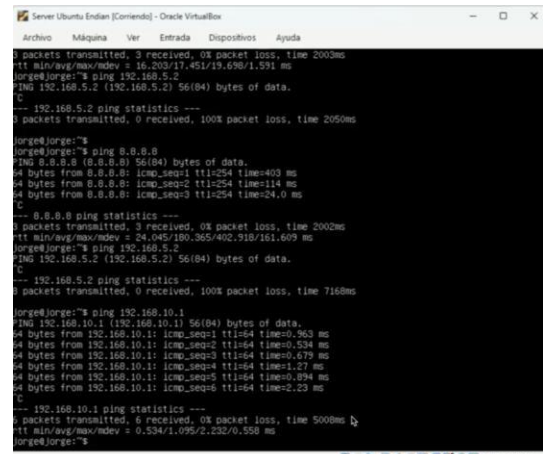 Server Ubuntu Endian [Corriendo] - Oracle VirtualBox
Archivo Máquina Ver Entrada Dispositivos Ayuda
3 packets transmitted, 3 received, 0% packet loss, time 2003ms
rtt min/avg/max/mdev = 16.203/17.451/19.698/1.591 ms
jorge@jorge:~$ ping 192.168.5.2
PING 192.168.5.2 (192.168.5.2) 56(84) bytes of data.
^C
--- 192.168.5.2 ping statistics ---
3 packets transmitted, 0 received, 100% packet loss, time 2050ms
jorge@jorge:~$
jorge@jorge:~$ ping 8.8.8.8
PING 8.8.8.8 (8.8.8.8) 56(84) bytes of data.
64 bytes from 8.8.8.8: icmp_seq=1 ttl=254 time=403 ms
64 bytes from 8.8.8.8: icmp_seq=2 ttl=254 time=114 ms
64 bytes from 8.8.8.8: icmp_seq=3 ttl=254 time=24.0 ms
^C
--- 8.8.8.8 ping statistics ---
3 packets transmitted, 3 received, 0% packet loss, time 2002ms
rtt min/avg/max/mdev = 24.045/180.365/402.918/161.609 ms
jorge@jorge:~$ ping 192.168.5.2
PING 192.168.5.2 (192.168.5.2) 56(84) bytes of data.
^C
--- 192.168.5.2 ping statistics ---
8 packets transmitted, 0 received, 100% packet loss, time 7168ms
jorge@jorge:~$ ping 192.168.10.1
PING 192.168.10.1 (192.168.10.1) 56(84) bytes of data.
64 bytes from 192.168.10.1: icmp_seq=1 ttl=64 time=0.963 ms
64 bytes from 192.168.10.1: icmp_seq=2 ttl=64 time=0.534 ms
64 bytes from 192.168.10.1: icmp_seq=3 ttl=64 time=0.679 ms
64 bytes from 192.168.10.1: icmp_seq=4 ttl=64 time=1.27 ms
64 bytes from 192.168.10.1: icmp_seq=5 ttl=64 time=0.894 ms
64 bytes from 192.168.10.1: icmp_seq=6 ttl=64 time=2.23 ms
^C
--- 192.168.10.1 ping statistics ---
6 packets transmitted, 6 received, 0% packet loss, time 5008ms
rtt min/avg/max/mdev = 0.534/1.095/2.232/0.558 ms
jorge@jorge:~$